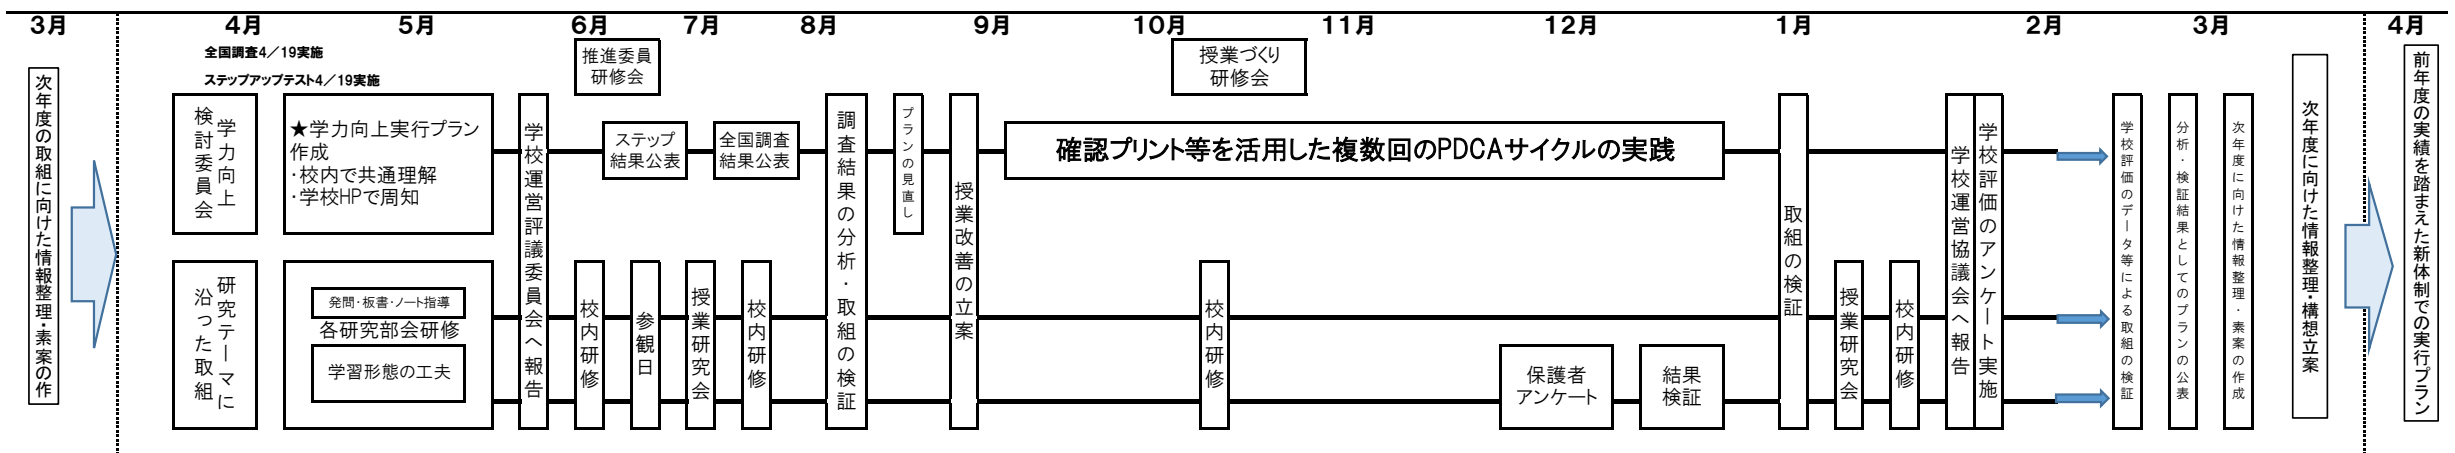 3月
4月
5月
6月
7月
8月
9月
10月
11月
12月
1月
2月
3月
4月
全国調査4／19実施
ステップアップテスト4／19実施
次年度の取組に向けた情報整理・素案の作
学力向上
検討委員会
★学力向上実行プラン
作成
・校内で共通理解
・学校HPで周知
研究テーマに
沿った取組
発問・板書・ノート指導
各研究部会研修
学習形態の工夫
学校運営評議委員会へ報告
推進委員
研修会
ステップ
結果公表
全国調査
結果公表
校内研修
参観日
授業研究会
校内研修
調査結果の分析・取組の検証
プランの見直し
授業改善の立案
授業づくり
研修会
確認プリント等を活用した複数回のPDCAサイクルの実践
校内研修
保護者
アンケート
結果
検証
取組の検証
授業研究会
校内研修
学校評価のアンケート実施
学校運営協議会へ報告
学校評価のデータ等による取組の検証
分析・検証結果としてのプランの公表
次年度に向けた情報整理・素案の作成
次年度に向けた情報整理・構想立案
前年度の実績を踏まえた新体制での実行プラン